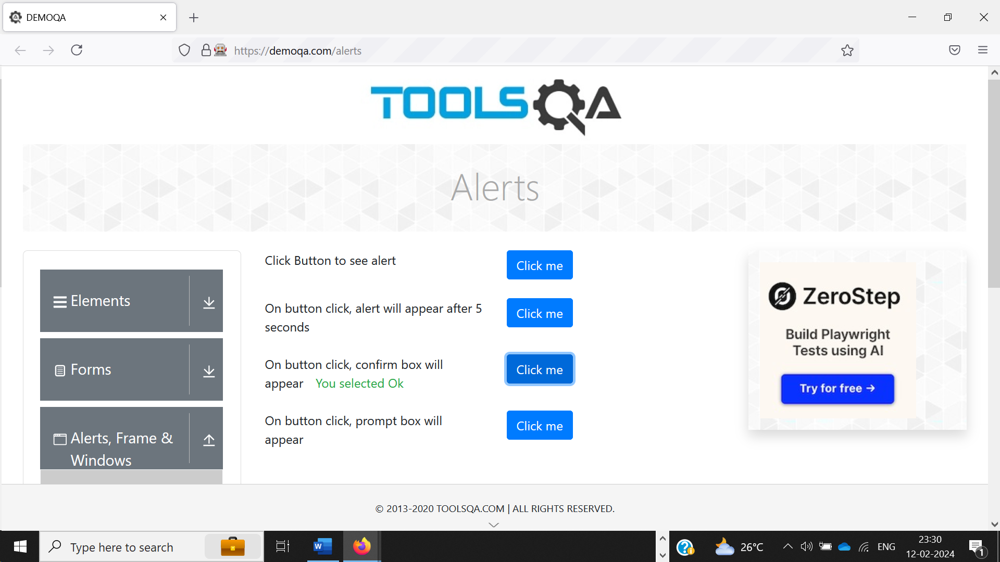 DEMOQA
https://demoqa.com/alerts
TOOLSQA
Alerts
Elements
Forms
Alerts, Frame &
Windows
Click Button to see alert
Click me
On button click, alert will appear after 5
seconds
Click me
On button click, confirm box will
appear You selected Ok
Click me
On button click, prompt box will
appear
Click me
ZeroStep
Build Playwright
Tests using AI
Try for free →
© 2013-2020 TOOLSQA.COM | ALL RIGHTS RESERVED.
Type here to search
W
26°C
ENG
23:30
12-02-2024
1